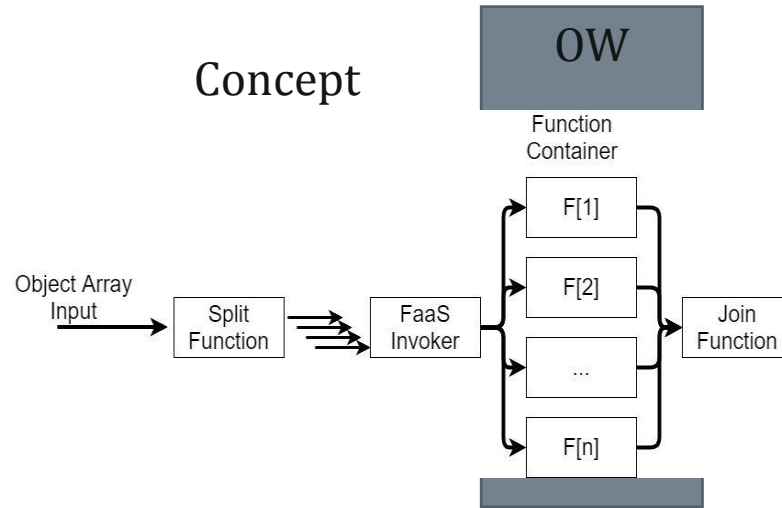 Concept
OW
Function
Container
F[1]
Object Array
Input
Split
Function
FaaS
Invoker
F[2]
...
F[n]
Join
Function